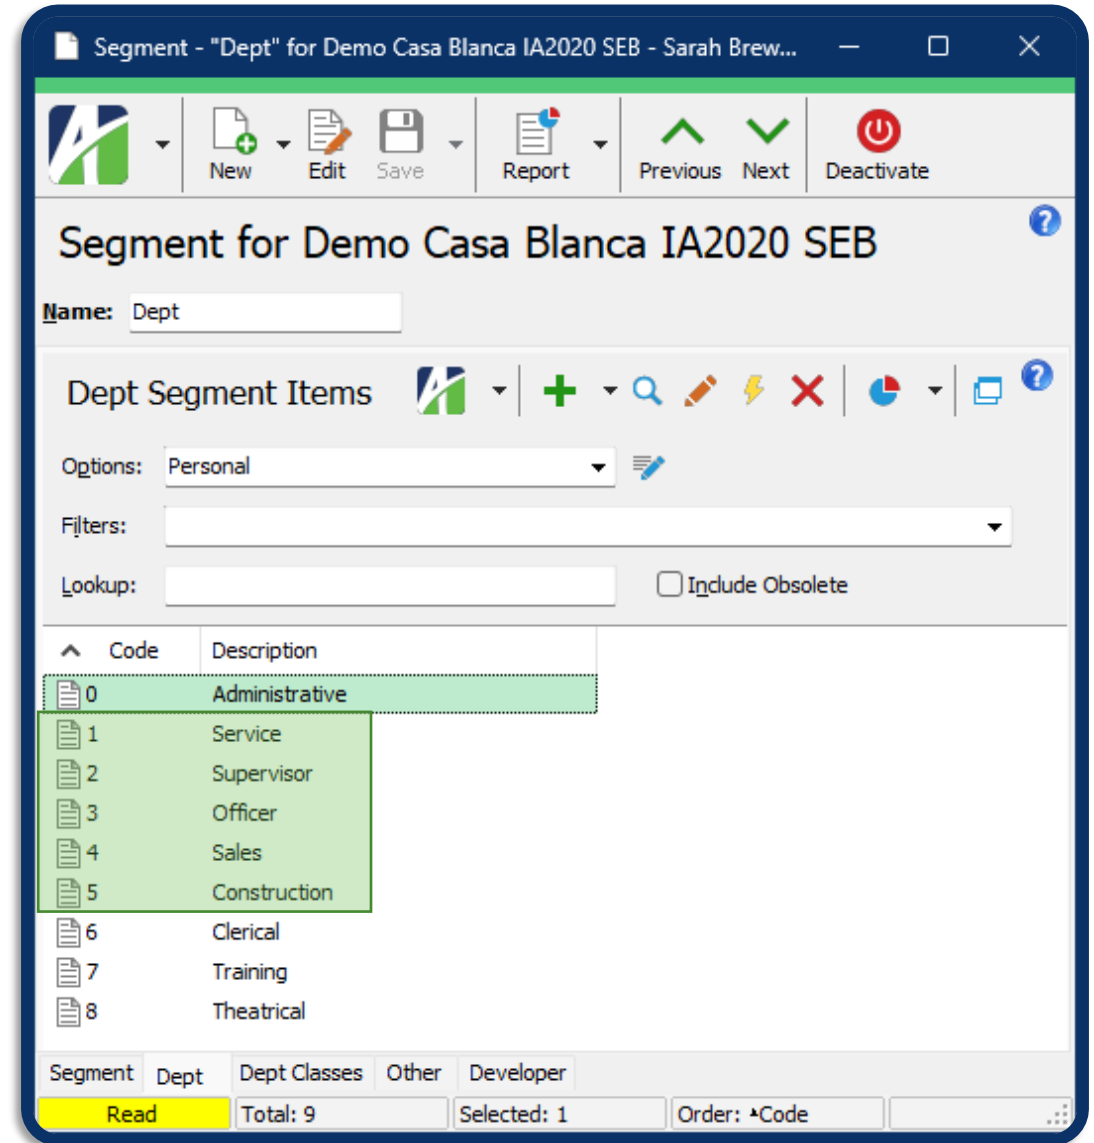 Segment - "Dept" for Demo Casa Blanca IA2020 SEB - Sarah Brew...
New Edit Save Report Previous Next Deactivate
Segment for Demo Casa Blanca IA2020 SEB
Name: Dept
Dept Segment Items
Options: Personal
Filters:
Lookup: Include Obsolete
Code Description
0 Administrative
1 Service
2 Supervisor
3 Officer
4 Sales
5 Construction
6 Clerical
7 Training
8 Theatrical
Segment Dept Dept Classes Other Developer
Read Total: 9 Selected: 1 Order: ▲Code